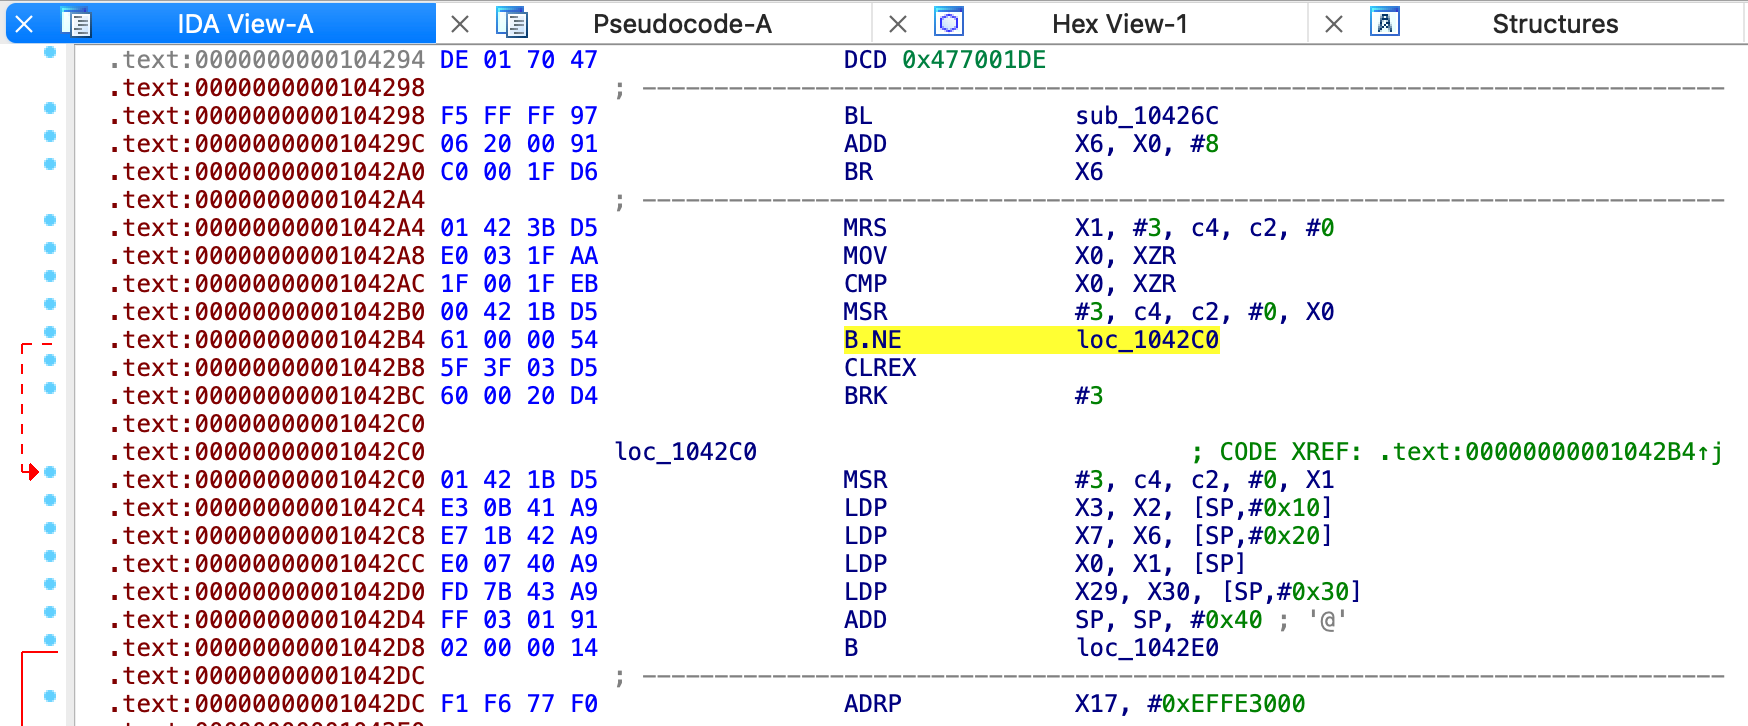 IDA View-A Pseudocode-A Hex View-1 Structures
.text:0000000000104294 DE 01 70 47 DCD 0x477001DE
.text:0000000000104298 ; ---------------------------------------------------------------------------
.text:0000000000104298 F5 FF FF 97 BL sub_10426C
.text:000000000010429C 06 20 00 91 ADD X6, X0, #8
.text:00000000001042A0 C0 00 1F D6 BR X6
.text:00000000001042A4 ; ---------------------------------------------------------------------------
.text:00000000001042A4 01 42 3B D5 MRS X1, #3, c4, c2, #0
.text:00000000001042A8 E0 03 1F AA MOV X0, XZR
.text:00000000001042AC 1F 00 1F EB CMP X0, XZR
.text:00000000001042B0 00 42 1B D5 MSR #3, c4, c2, #0, X0
.text:00000000001042B4 61 00 00 54 B.NE loc_1042C0
.text:00000000001042B8 5F 3F 03 D5 CLREX
.text:00000000001042BC 60 00 20 D4 BRK #3
.text:00000000001042C0
.text:00000000001042C0 loc_1042C0 ; CODE XREF: .text:00000000001042B4↑j
.text:00000000001042C0 01 42 1B D5 MSR #3, c4, c2, #0, X1
.text:00000000001042C4 E3 0B 41 A9 LDP X3, X2, [SP,#0x10]
.text:00000000001042C8 E7 1B 42 A9 LDP X7, X6, [SP,#0x20]
.text:00000000001042CC E0 07 40 A9 LDP X0, X1, [SP]
.text:00000000001042D0 FD 7B 43 A9 LDP X29, X30, [SP,#0x30]
.text:00000000001042D4 FF 03 01 91 ADD SP, SP, #0x40 ; '@'
.text:00000000001042D8 02 00 00 14 B loc_1042E0
.text:00000000001042DC ; ---------------------------------------------------------------------------
.text:00000000001042DC F1 F6 77 F0 ADRP X17, #0xEFFE3000